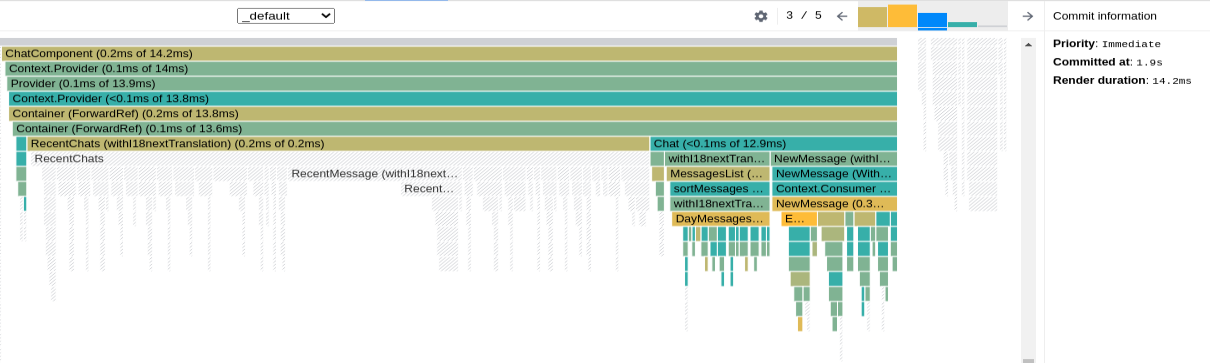 _default
3 / 5
Commit information
Priority: Immediate
Committed at: 1.9s
Render duration: 14.2ms
ChatComponent (0.2ms of 14.2ms)
Context.Provider (0.1ms of 14ms)
Provider (0.1ms of 13.9ms)
Context.Provider (<0.1ms of 13.8ms)
Container (ForwardRef) (0.2ms of 13.8ms)
Container (ForwardRef) (0.1ms of 13.6ms)
RecentChats (withI18nextTranslation) (0.2ms of 0.2ms)
Chat (<0.1ms of 12.9ms)
RecentChats
withI18nextTran…
NewMessage (withI…
RecentMessage (withI18next…
MessagesList (…
NewMessage (With…
Recent…
sortMessages …
Context.Consumer …
withI18nextTra…
NewMessage (0.3…
DayMessages…
E…